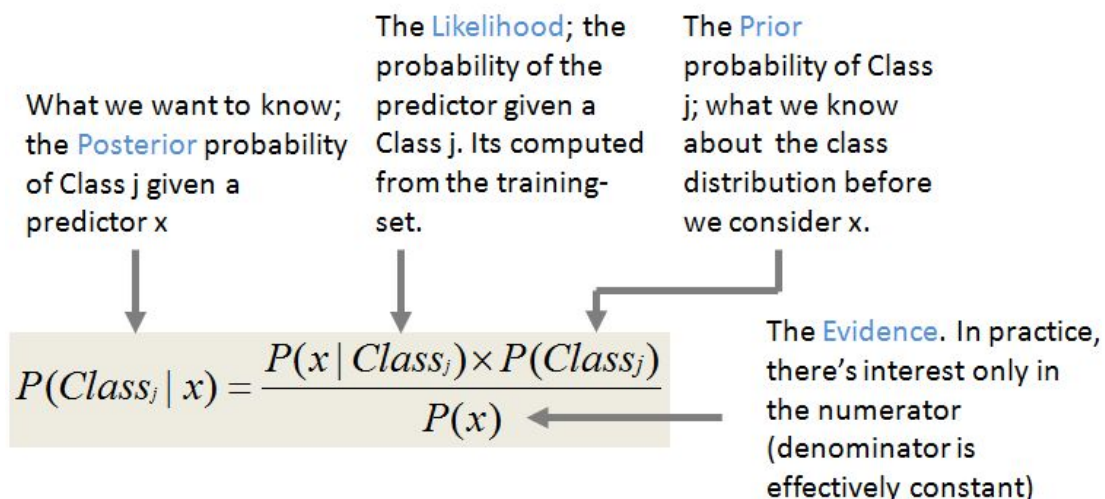 What we want to know;
the Posterior probability
of Class j given a
predictor x
The Likelihood; the
probability of the
predictor given a
Class j. Its computed
from the training-
set.
The Prior
probability of Class
j; what we know
about the class
distribution before
we consider x.
P(Class_j | x) = \frac{P(x | Class_j) × P(Class_j)}{P(x)}
The Evidence. In practice,
there's interest only in
the numerator
(denominator is
effectively constant)